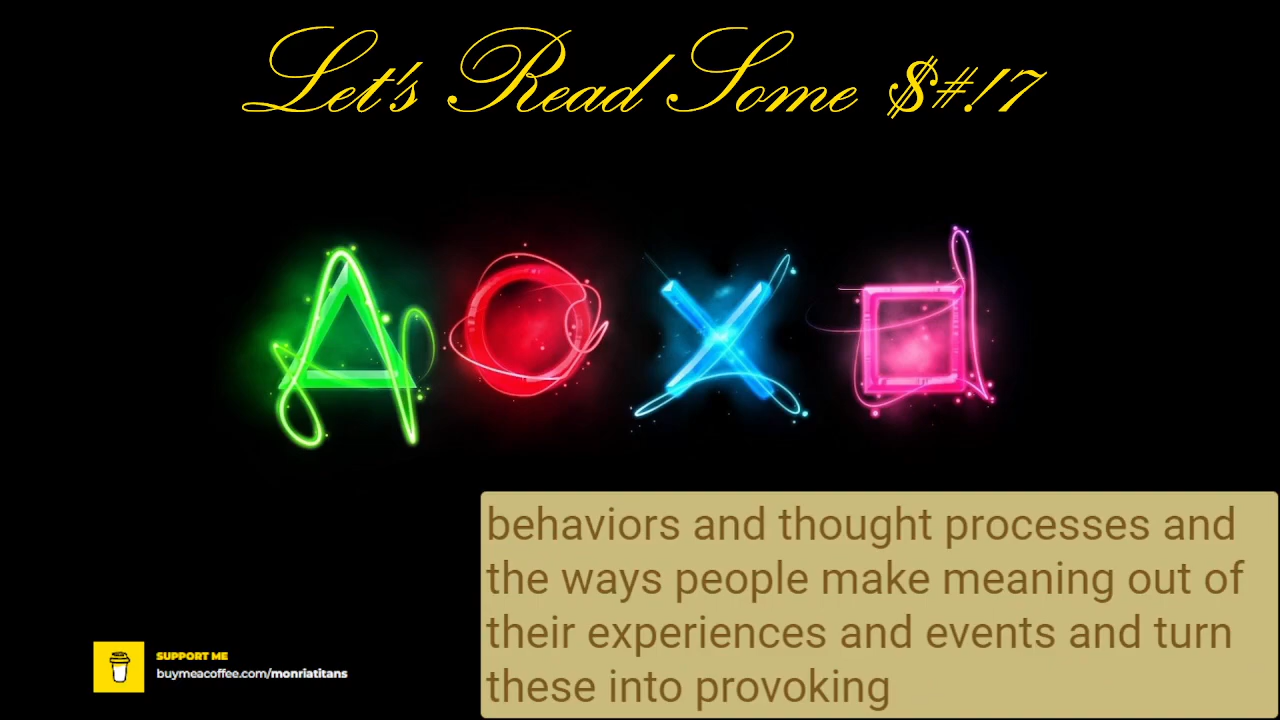 Let's Read Some $#!7
behaviors and thought processes and
the ways people make meaning out of
their experiences and events and turn
these into provoking
SUPPORT ME
buymeacoffee.com/monriatitans